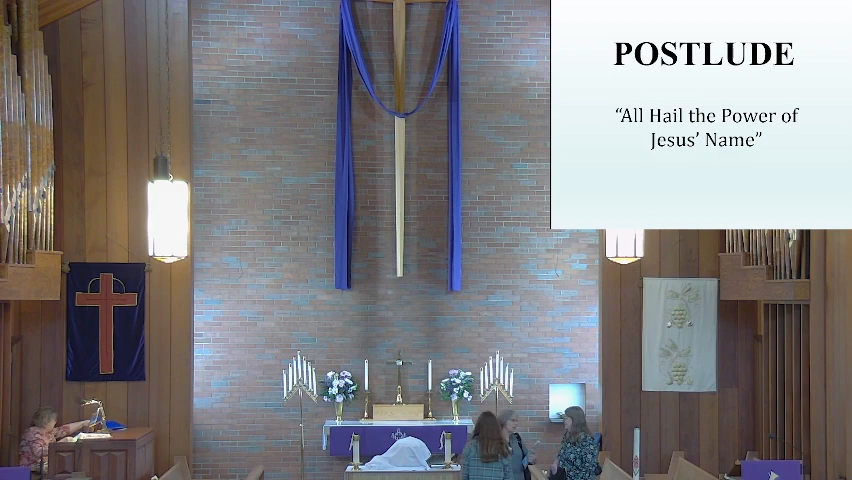 POSTLUDE
“All Hail the Power of
Jesus’ Name”